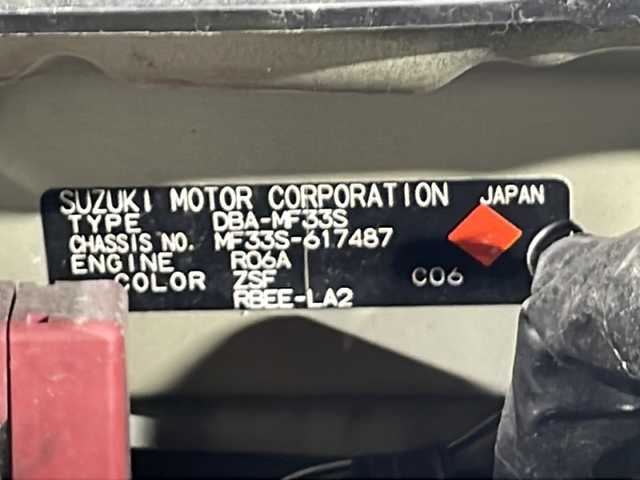 SUZUKI MOTOR CORPORATION JAPAN
TYPE DBA-MF33S
CHASSIS NO. MF33S-617487
ENGINE R06A
COLOR ZSF C06
RBEE-LA2